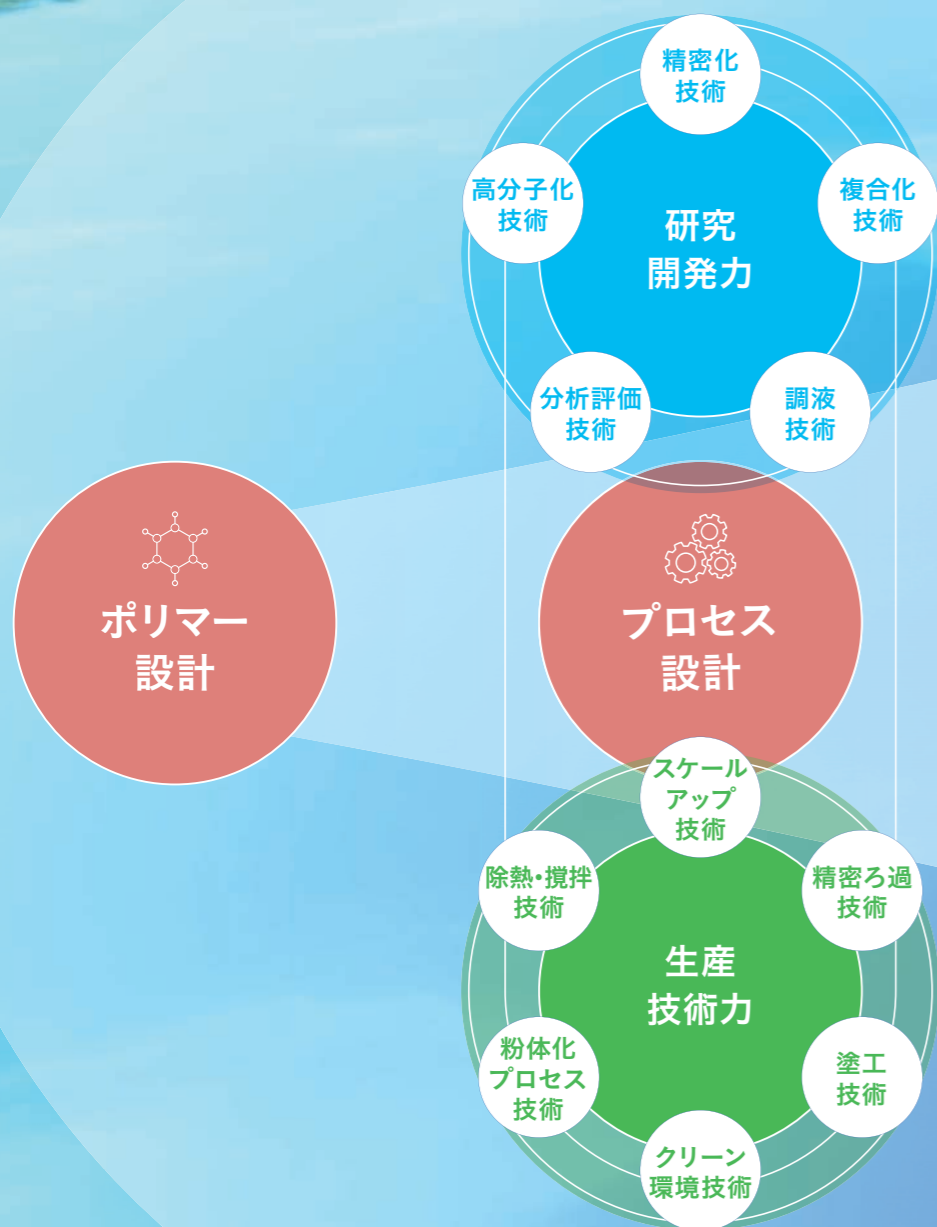 精密化
技術
高分子化
技術
複合化
技術
研究
開発力
分析評価
技術
調液
技術
ポリマー
設計
プロセス
設計
スケール
アップ
技術
除熱・撹拌
技術
精密ろ過
技術
生産
技術力
粉体化
プロセス
技術
塗工
技術
クリーン
環境技術